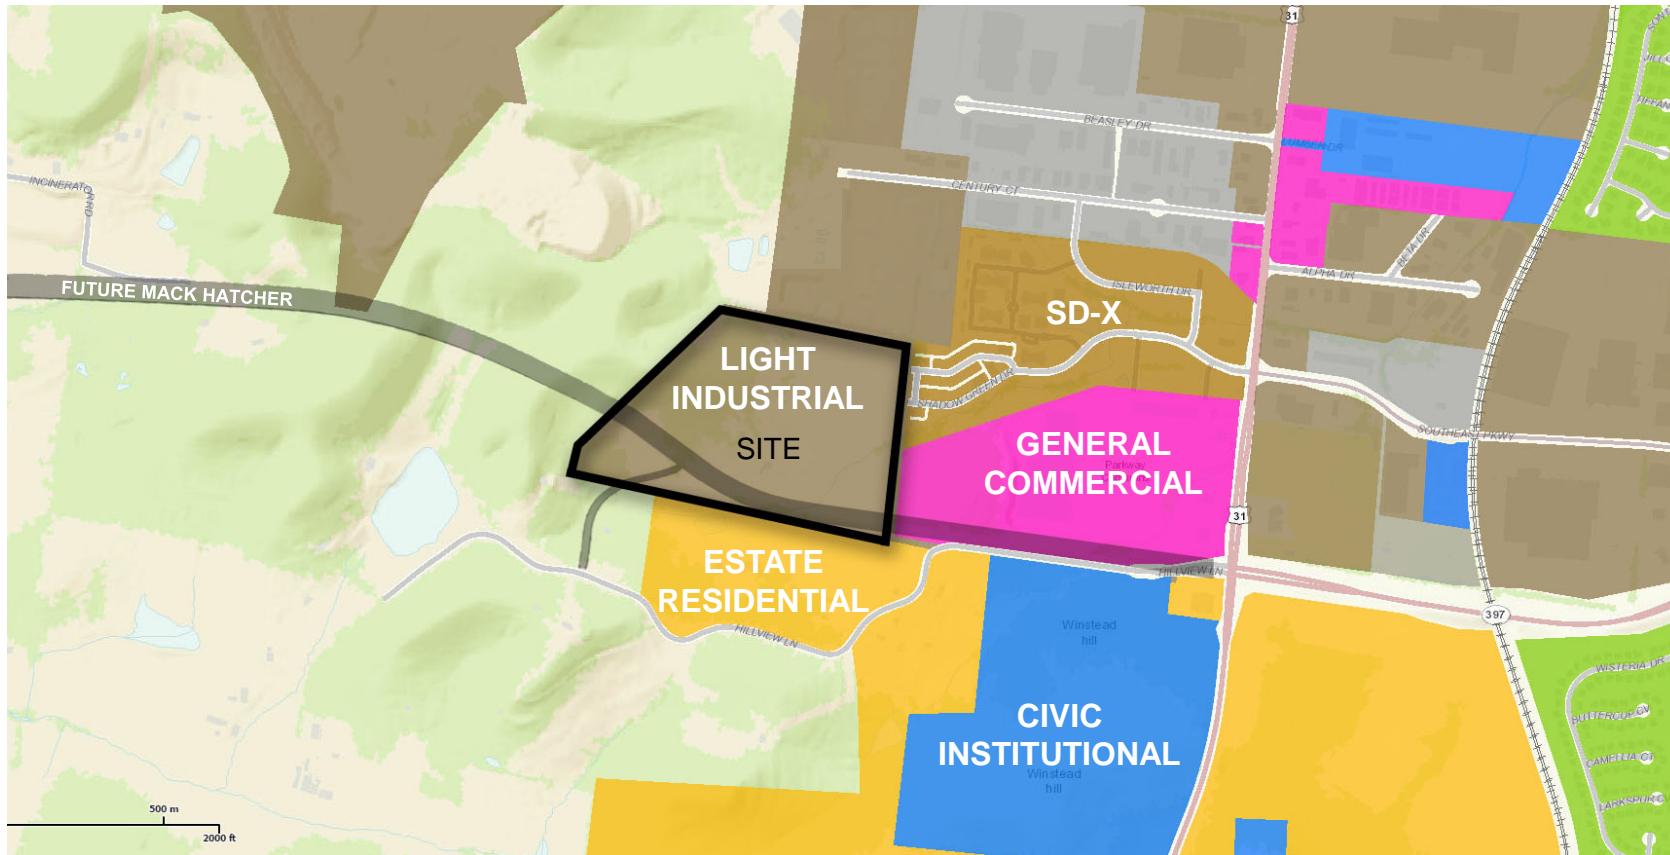 31
BEASLEY DR
CENTURY CT
INCINERATOR RD
ALPHA DR
BETA DR
ISLEWORTH DR
FUTURE MACK HATCHER
SD-X
LIGHT
INDUSTRIAL
SITE
SHADOW GREEN DR
GENERAL
COMMERCIAL
Parkway
SOUTHEAST PKWY
31
ESTATE
RESIDENTIAL
HILLVIEW LN
HILLVIEW LN
397
Winstead
hill
CIVIC
INSTITUTIONAL
Winstead
hill
WISTERIA DR
BUTTERCUP CV
CAMELLIA CT
LARKSPUR C
500 m
2000 ft